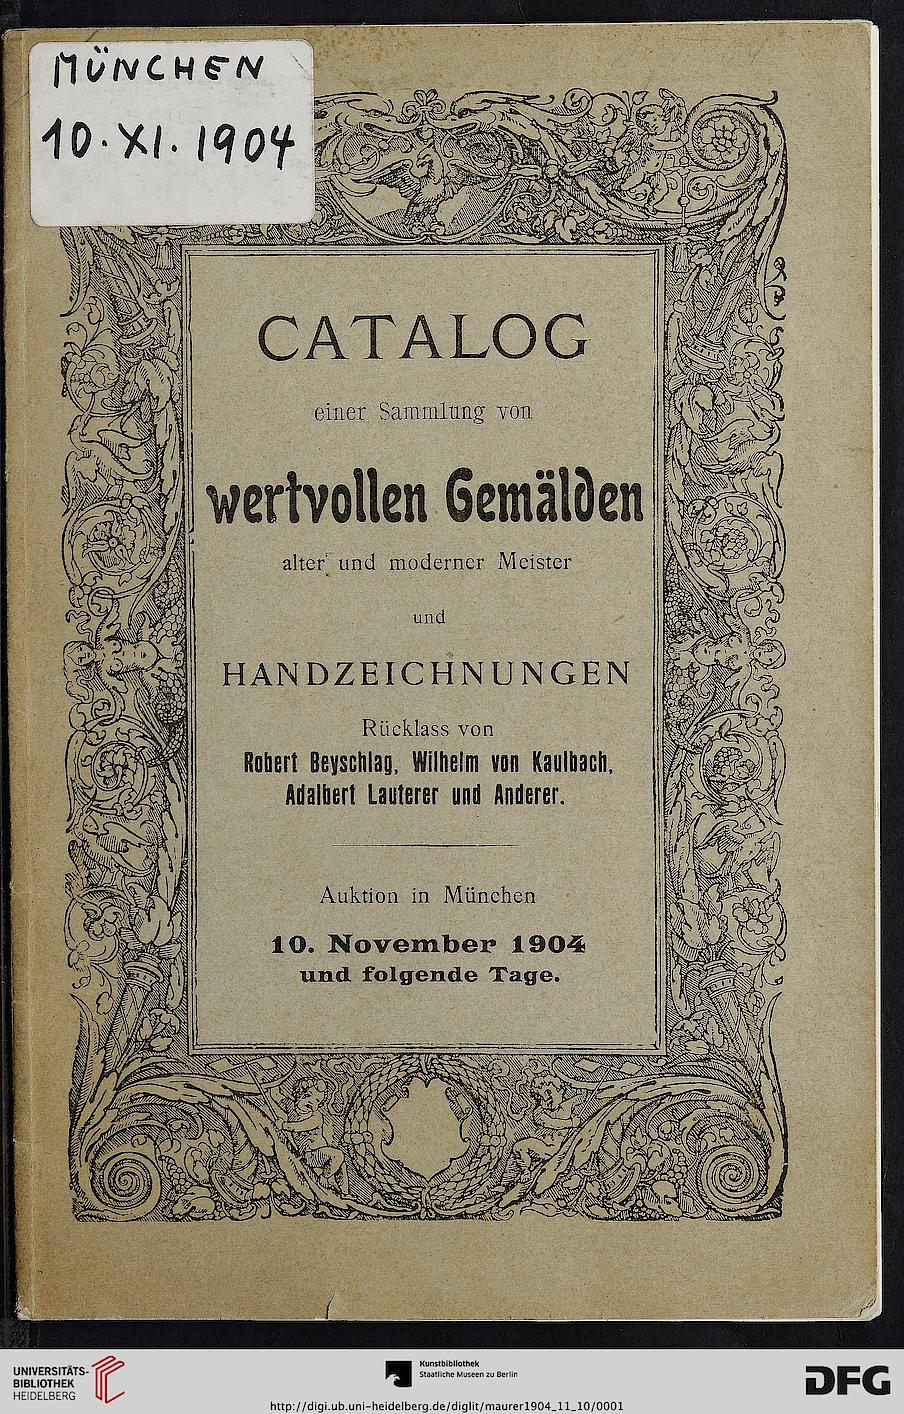 MÜNCHEN
10. XI. 1904
CATALOG
einer Sammlung von
wertvollen Gemälden
alter und moderner Meister
und
HANDZEICHNUNGEN
Rücklass von
Robert Beyschlag, Wilhelm von Kaulbach,
Adalbert Lauterer und Anderer.
Auktion in München
10. November 1904
und folgende Tage.
UNIVERSITÄTS-
BIBLIOTHEK
HEIDELBERG
Kunstbibliothek
Staatliche Museen zu Berlin
DFG
http://digi.ub.uni-heidelberg.de/diglit/maurer1904_11_10/0001